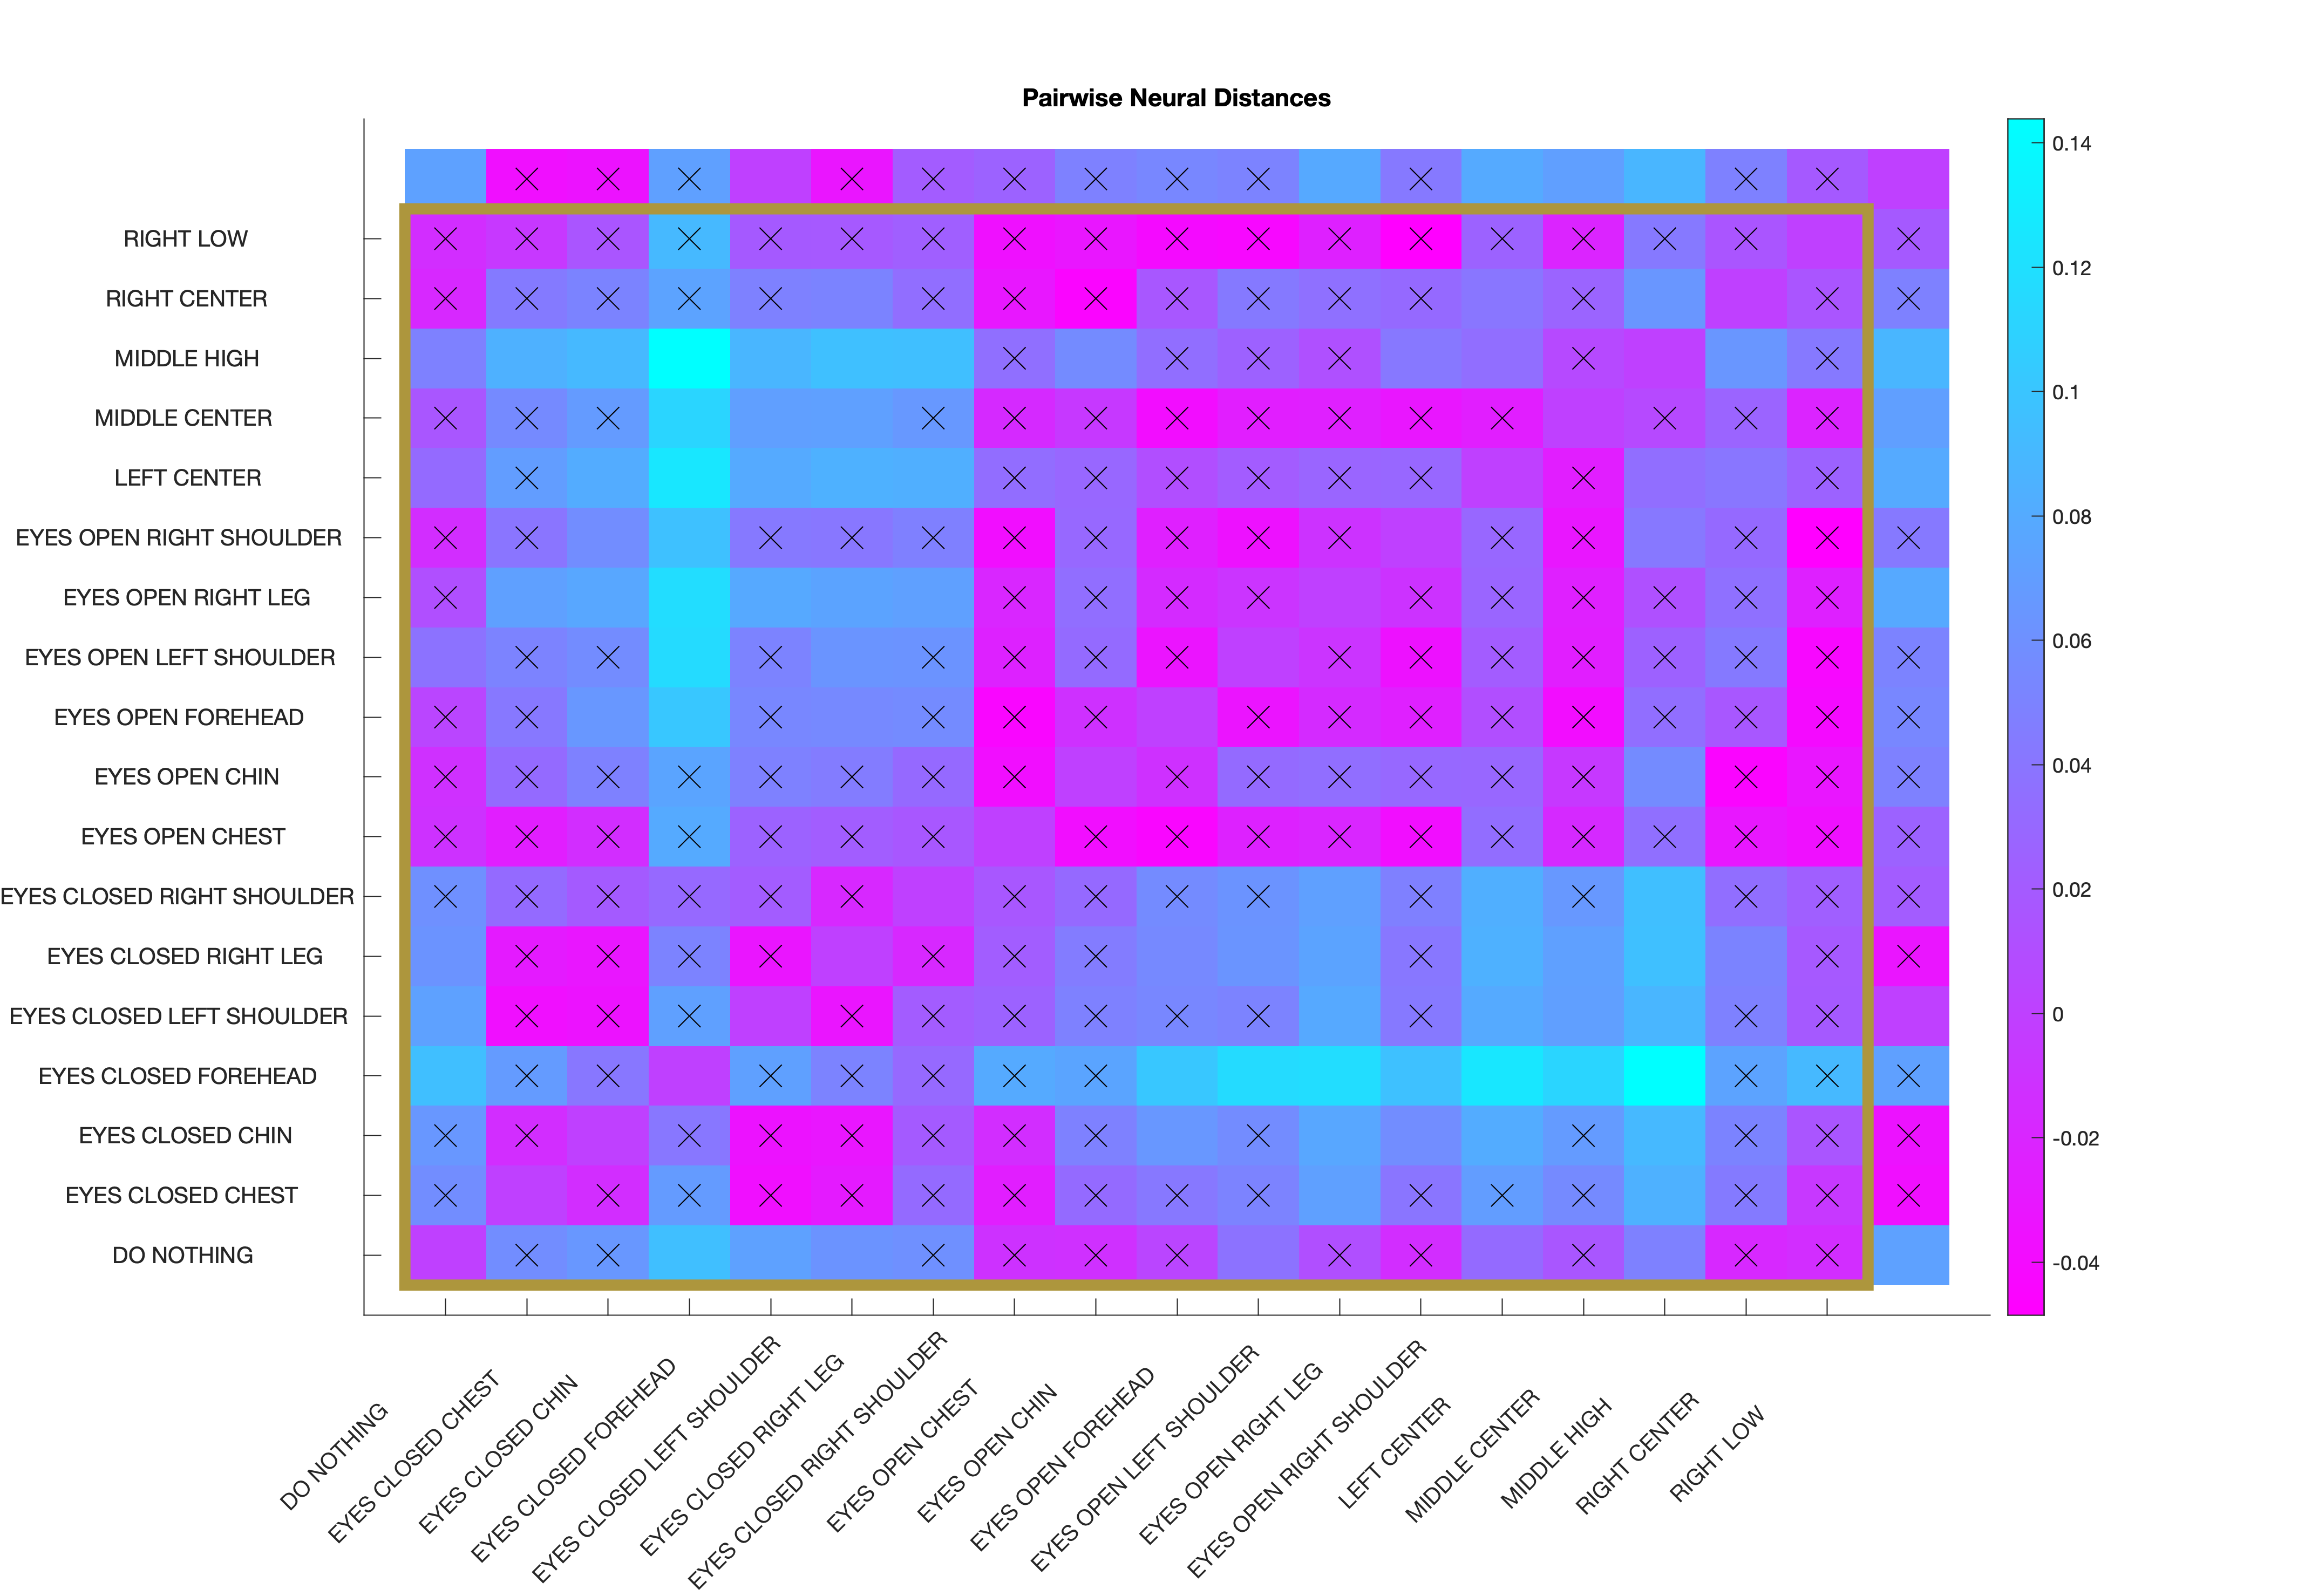 Pairwise Neural Distances
RIGHT LOW
RIGHT CENTER
MIDDLE HIGH
MIDDLE CENTER
LEFT CENTER
EYES OPEN RIGHT SHOULDER
EYES OPEN RIGHT LEG
EYES OPEN LEFT SHOULDER
EYES OPEN FOREHEAD
EYES OPEN CHIN
EYES OPEN CHEST
EYES CLOSED RIGHT SHOULDER
EYES CLOSED RIGHT LEG
EYES CLOSED LEFT SHOULDER
EYES CLOSED FOREHEAD
EYES CLOSED CHIN
EYES CLOSED CHEST
DO NOTHING
DO NOTHING
EYES CLOSED CHEST
EYES CLOSED CHIN
EYES CLOSED FOREHEAD
EYES CLOSED LEFT SHOULDER
EYES CLOSED RIGHT LEG
EYES CLOSED RIGHT SHOULDER
EYES OPEN CHEST
EYES OPEN CHIN
EYES OPEN FOREHEAD
EYES OPEN LEFT SHOULDER
EYES OPEN RIGHT LEG
EYES OPEN RIGHT SHOULDER
LEFT CENTER
MIDDLE CENTER
MIDDLE HIGH
RIGHT CENTER
RIGHT LOW
0.14
0.12
0.1
0.08
0.06
0.04
0.02
0
-0.02
-0.04